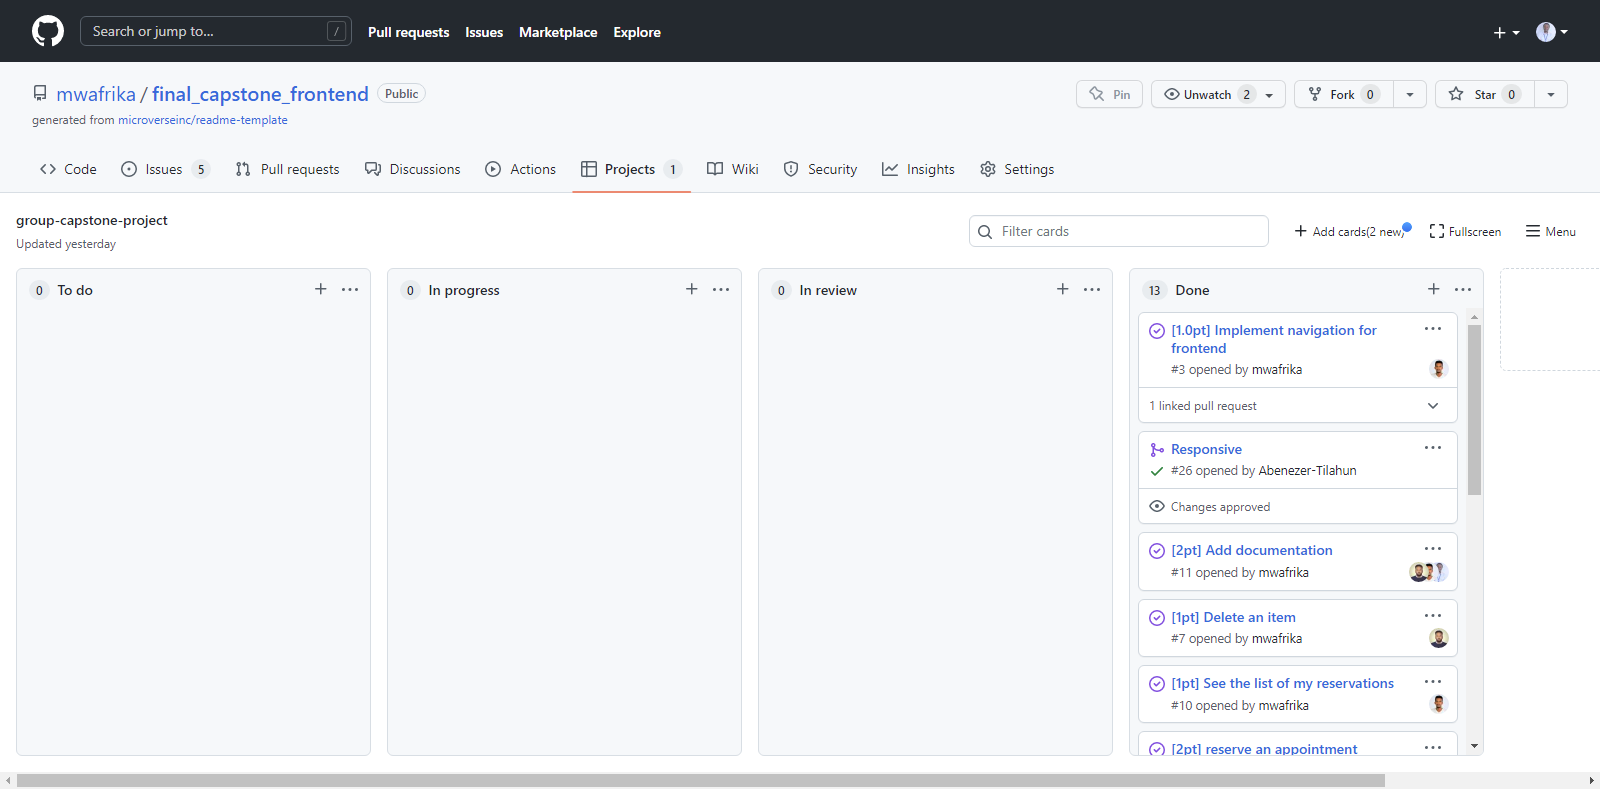 Search or jump to...
/
Pull requests
Issues
Marketplace
Explore
mwafrika / final_capstone_frontend
Public
generated from microverseinc/readme-template
Pin
Unwatch 2
Fork 0
Star 0
Code
Issues 5
Pull requests
Discussions
Actions
Projects 1
Wiki
Security
Insights
Settings
group-capstone-project
Updated yesterday
Filter cards
Add cards(2 new)
Fullscreen
Menu
0 To do
0 In progress
0 In review
13 Done
[1.0pt] Implement navigation for
frontend
#3 opened by mwafrika
1 linked pull request
Responsive
#26 opened by Abenezer-Tilahun
Changes approved
[2pt] Add documentation
#11 opened by mwafrika
[1pt] Delete an item
#7 opened by mwafrika
[1pt] See the list of my reservations
#10 opened by mwafrika
[2pt] reserve an appointment